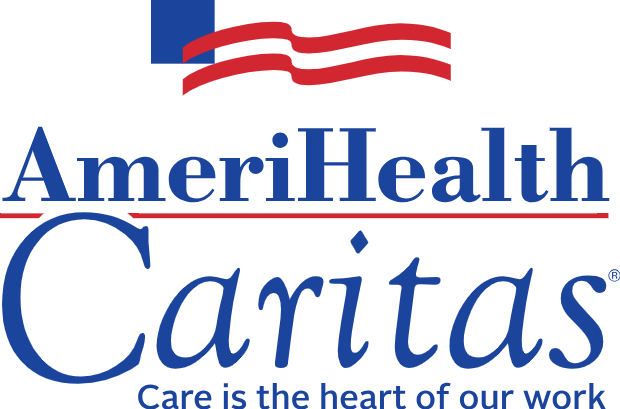 AmeriHealth
Caritas®
Care is the heart of our work